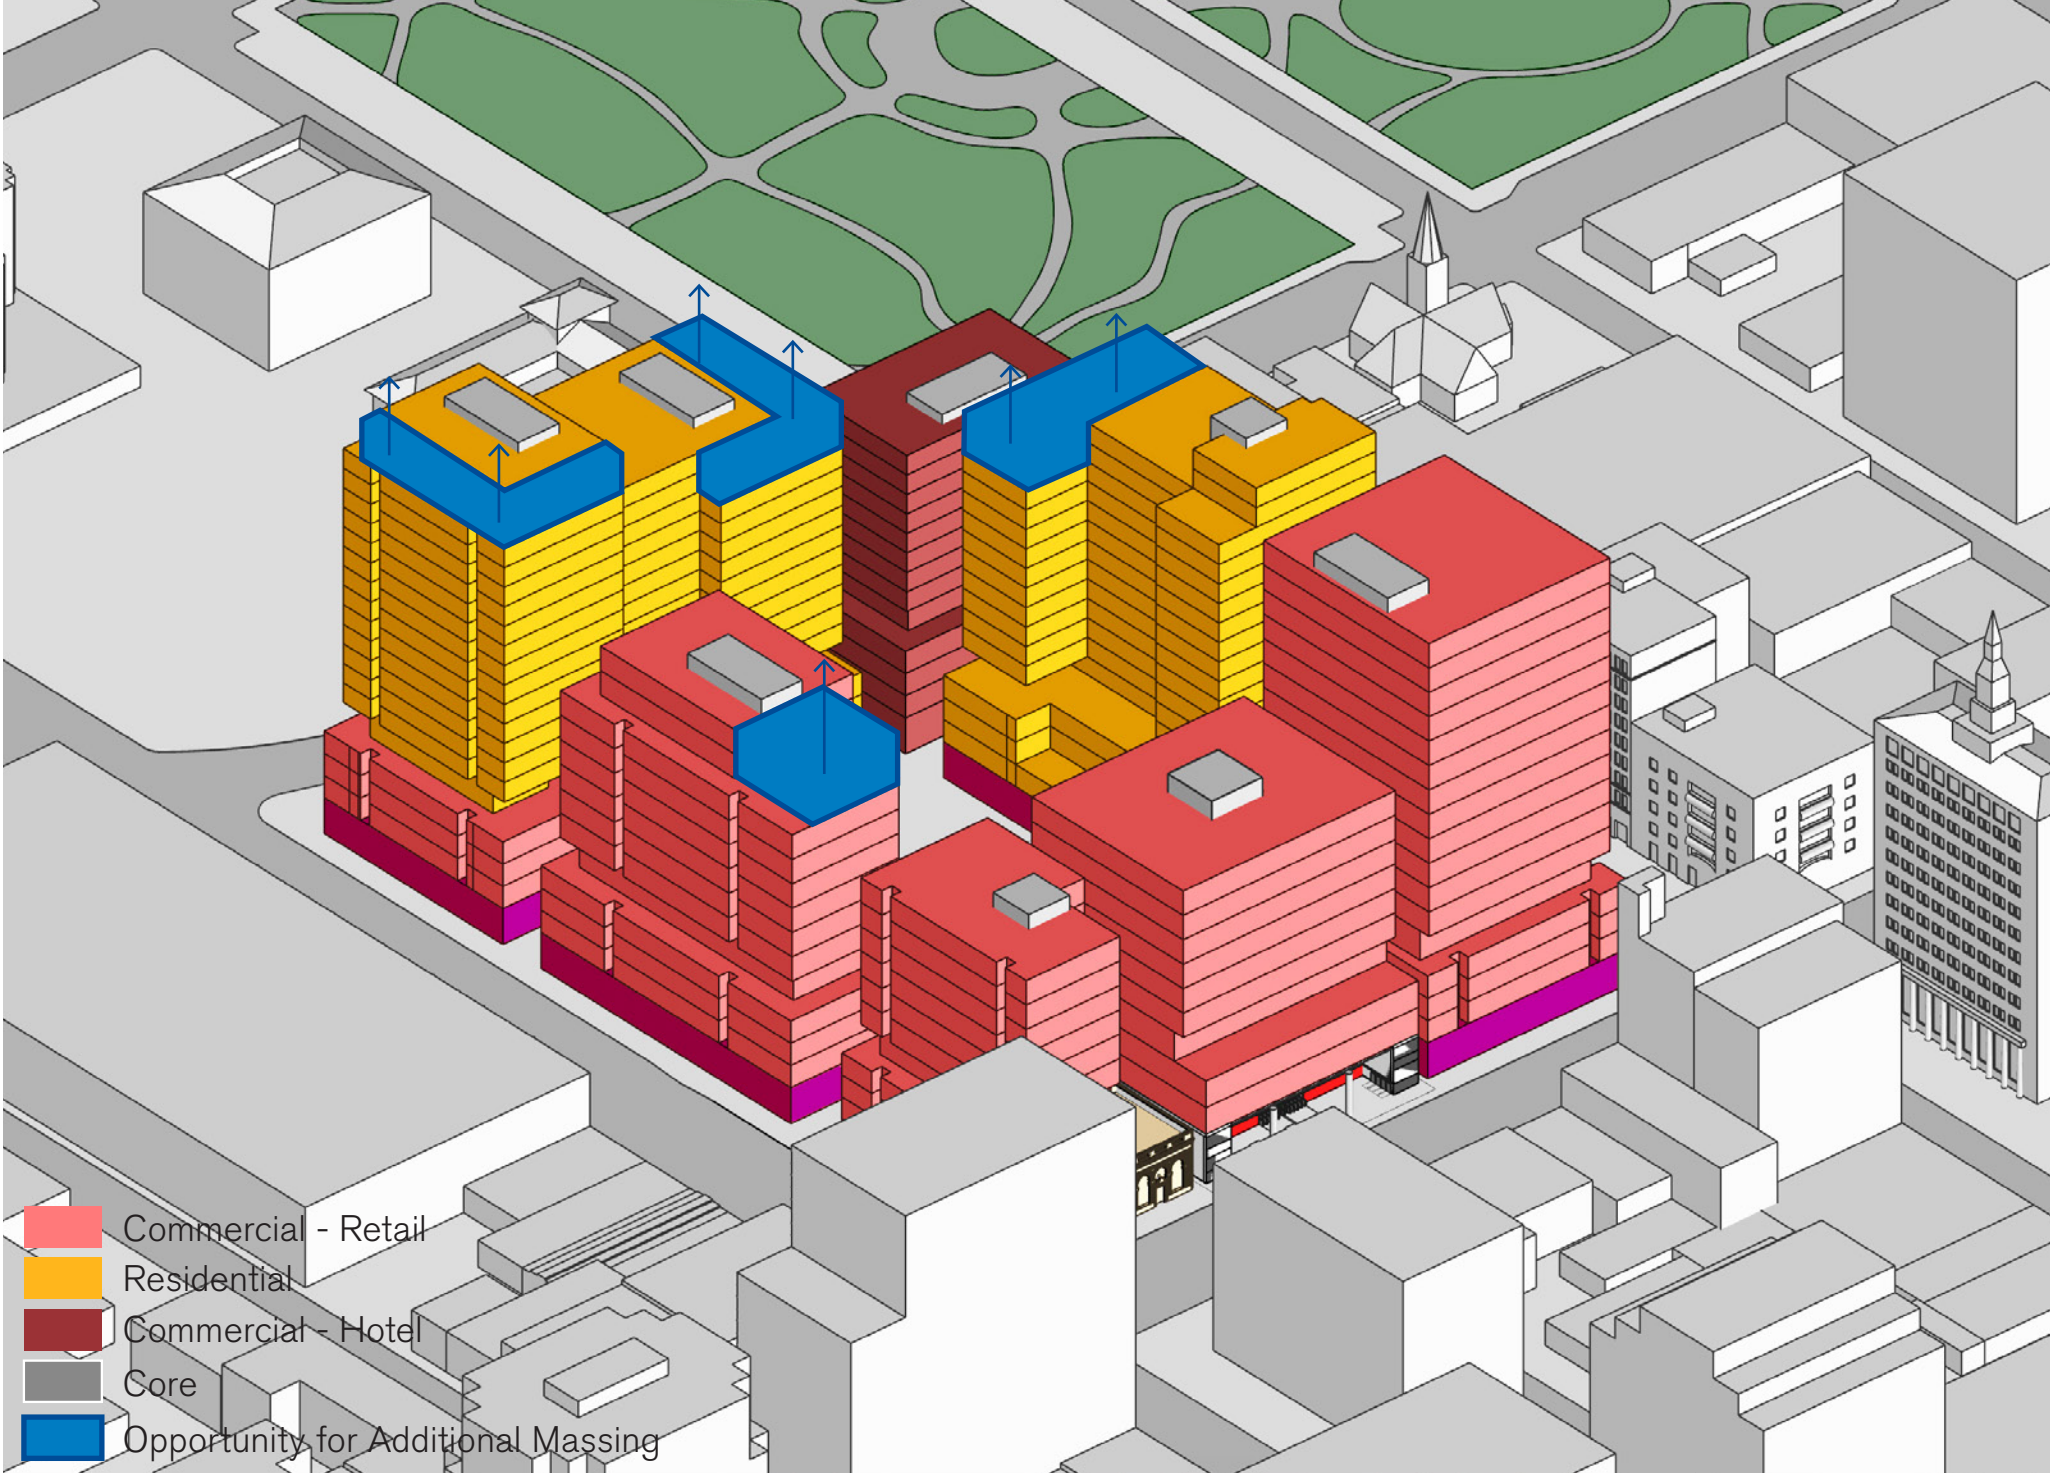 Commercial - Retail
Residential
Commercial - Hotel
Core
Opportunity for Additional Massing